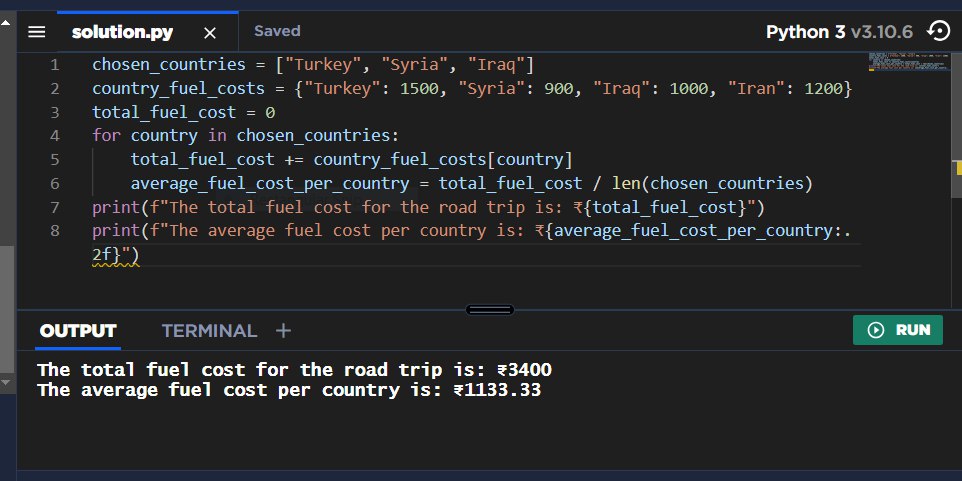 solution.py × Saved Python 3 v3.10.6
1 chosen_countries = ["Turkey", "Syria", "Iraq"]
2 country_fuel_costs = {"Turkey": 1500, "Syria": 900, "Iraq": 1000, "Iran": 1200}
3 total_fuel_cost = 0
4 for country in chosen_countries:
5     total_fuel_cost += country_fuel_costs[country]
6     average_fuel_cost_per_country = total_fuel_cost / len(chosen_countries)
7 print(f"The total fuel cost for the road trip is: ₹{total_fuel_cost}")
8 print(f"The average fuel cost per country is: ₹{average_fuel_cost_per_country:.
2f}")
OUTPUT TERMINAL + RUN
The total fuel cost for the road trip is: ₹3400
The average fuel cost per country is: ₹1133.33